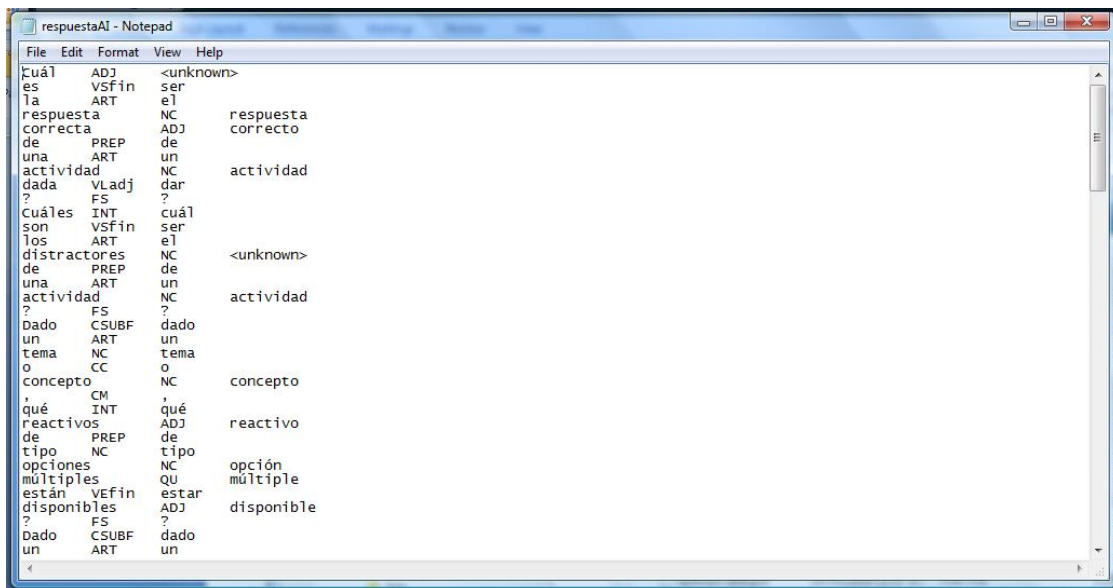 respuestaAI - Notepad
File Edit Format View Help
Cuál ADJ <unknown>
es VSfin ser
la ART el
respuesta NC respuesta
correcta ADJ correcto
de PREP de
una ART un
actividad NC actividad
dada VLadj dar
? FS ?
Cuáles INT cuál
son VSfin ser
los ART el
distractores NC <unknown>
de PREP de
una ART un
actividad NC actividad
? FS ?
Dado CSUBF dado
un ART un
tema NC tema
o CC o
concepto NC concepto
, CM ,
qué INT qué
reactivos ADJ reactivo
de PREP de
tipo NC tipo
opciones NC opción
múltiples QU múltiple
están VEfin estar
disponibles ADJ disponible
? FS ?
Dado CSUBF dado
un ART un